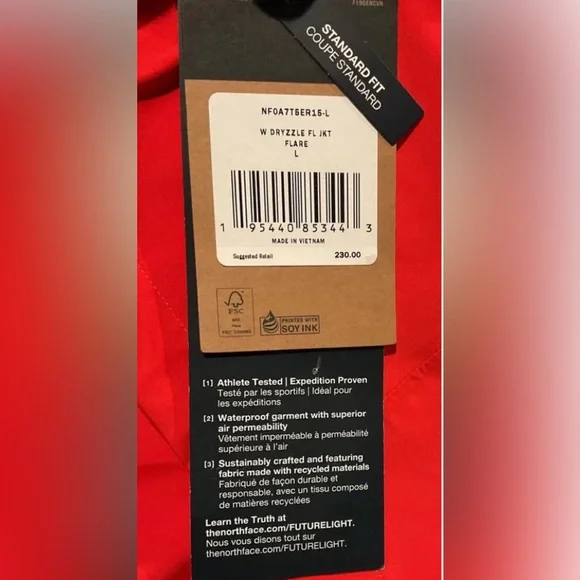 STANDARD FIT
COUPE STANDARD
NF0A7T5ER15-L
W DRYZZLE FL JKT
FLARE
L
1 95440 85344 3
MADE IN VIETNAM
Suggested Retail 230.00
FSC
MIX
PRINTED WITH
SOY INK
[1] Athlete Tested | Expedition Proven
Testé par les sportifs | Idéal pour
les expéditions
[2] Waterproof garment with superior
air permeability
Vêtement imperméable à perméabilité
supérieure à l'air
[3] Sustainably crafted and featuring
fabric made with recycled materials
Fabriqué de façon durable et
responsable, avec un tissu composé
de matières recyclées
Learn the Truth at
thenorthface.com/FUTURELIGHT.
Nous vous disons tout sur
thenorthface.com/FUTURELIGHT.